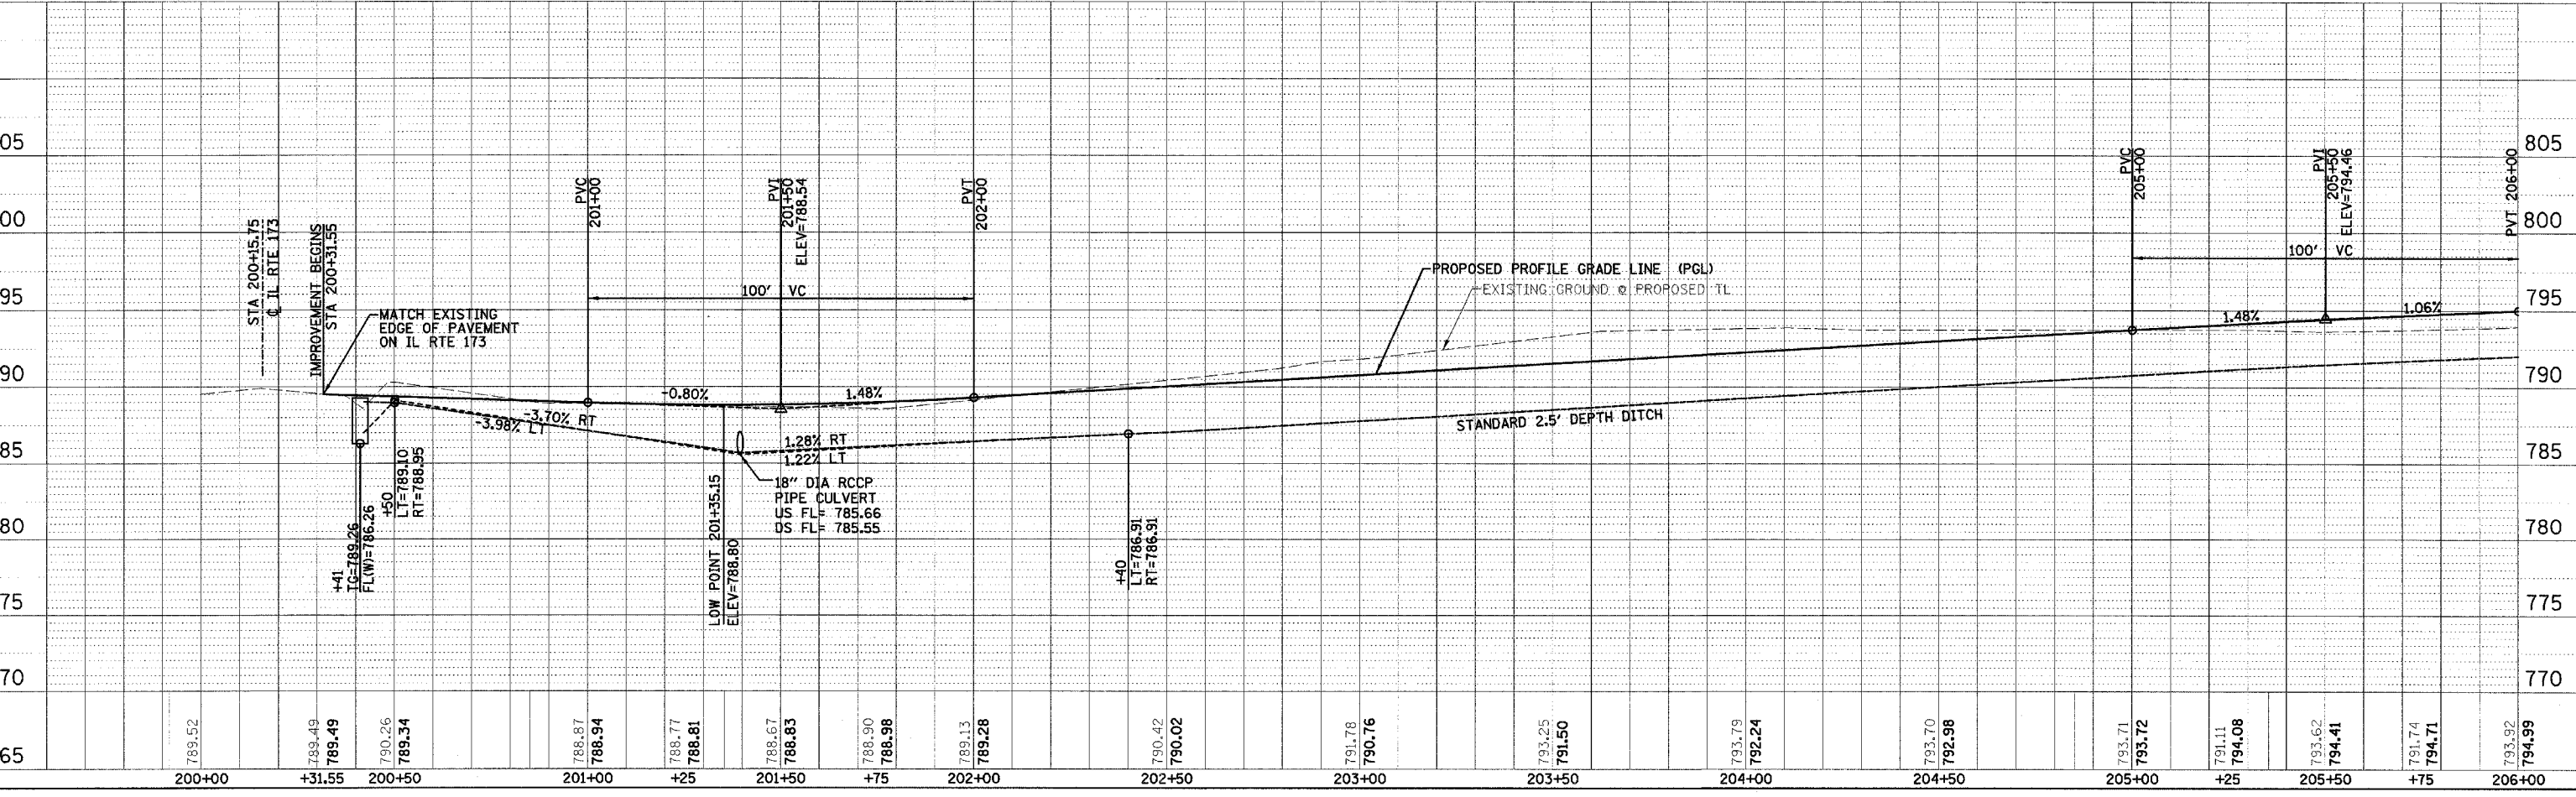 05
00
95
90
85
80
75
70
65
805
800
795
790
785
780
775
770
STA 200+15.75
℄ IL RTE 173
IMPROVEMENT BEGINS
STA 200+31.55
MATCH EXISTING
EDGE OF PAVEMENT
ON IL RTE 173
PVC
201+00
PVI
201+50
ELEV=788.54
PVT
202+00
100' VC
-0.80%
1.48%
-3.70% RT
-3.98% LT
1.28% RT
1.22% LT
18" DIA RCCP
PIPE CULVERT
US FL= 785.66
DS FL= 785.55
+41
TG=789.26
FL(W)=786.26
+50
LT=789.10
RT=788.95
LOW POINT 201+35.15
ELEV=788.80
+40
LT=786.91
RT=786.91
PROPOSED PROFILE GRADE LINE (PGL)
EXISTING GROUND @ PROPOSED TL
STANDARD 2.5' DEPTH DITCH
PVC
205+00
PVI
205+50
ELEV=794.46
PVT 206+00
100' VC
1.48%
1.06%
789.52
789.49
789.49
790.26
789.34
788.87
788.94
788.77
788.81
788.67
788.83
788.90
788.98
789.13
789.28
790.42
790.02
791.78
790.76
793.25
791.50
793.79
792.24
793.70
792.98
793.71
793.72
791.11
794.08
793.62
794.41
791.74
794.71
793.92
794.99
200+00 +31.55 200+50 201+00 +25 201+50 +75 202+00 202+50 203+00 203+50 204+00 204+50 205+00 +25 205+50 +75 206+00